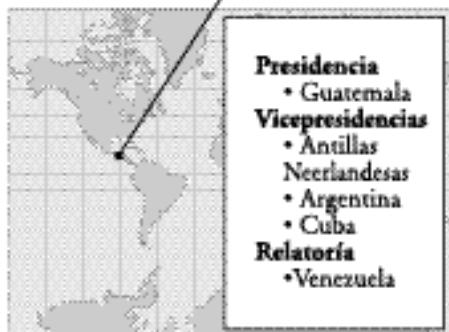 Presidencia
• Guatemala
Vicepresidencias
• Antillas
Neerlandesas
• Argentina
• Cuba
Relatoría
•Venezuela